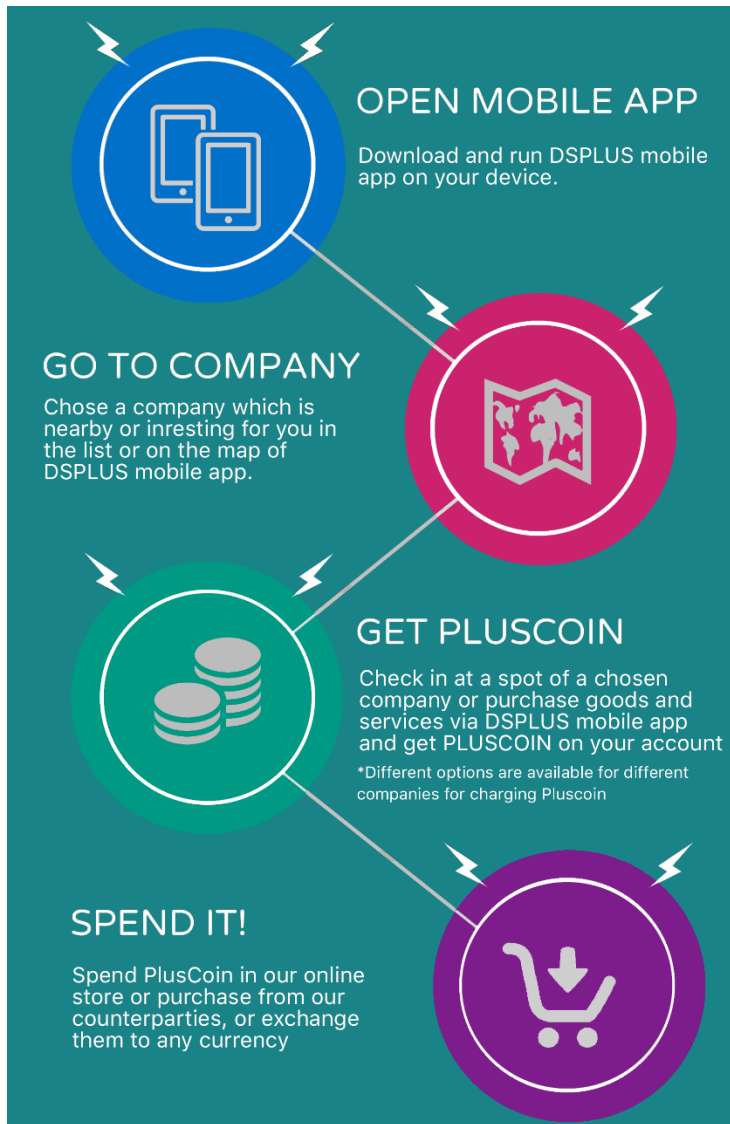 OPEN MOBILE APP
Download and run DSPLUS mobile
app on your device.
GO TO COMPANY
Chose a company which is
nearby or inresting for you in
the list or on the map of
DSPLUS mobile app.
GET PLUSCOIN
Check in at a spot of a chosen
company or purchase goods and
services via DSPLUS mobile app
and get PLUSCOIN on your account
*Different options are available for different
companies for charging Pluscoin
SPEND IT!
Spend PlusCoin in our online
store or purchase from our
counterparties, or exchange
them to any currency